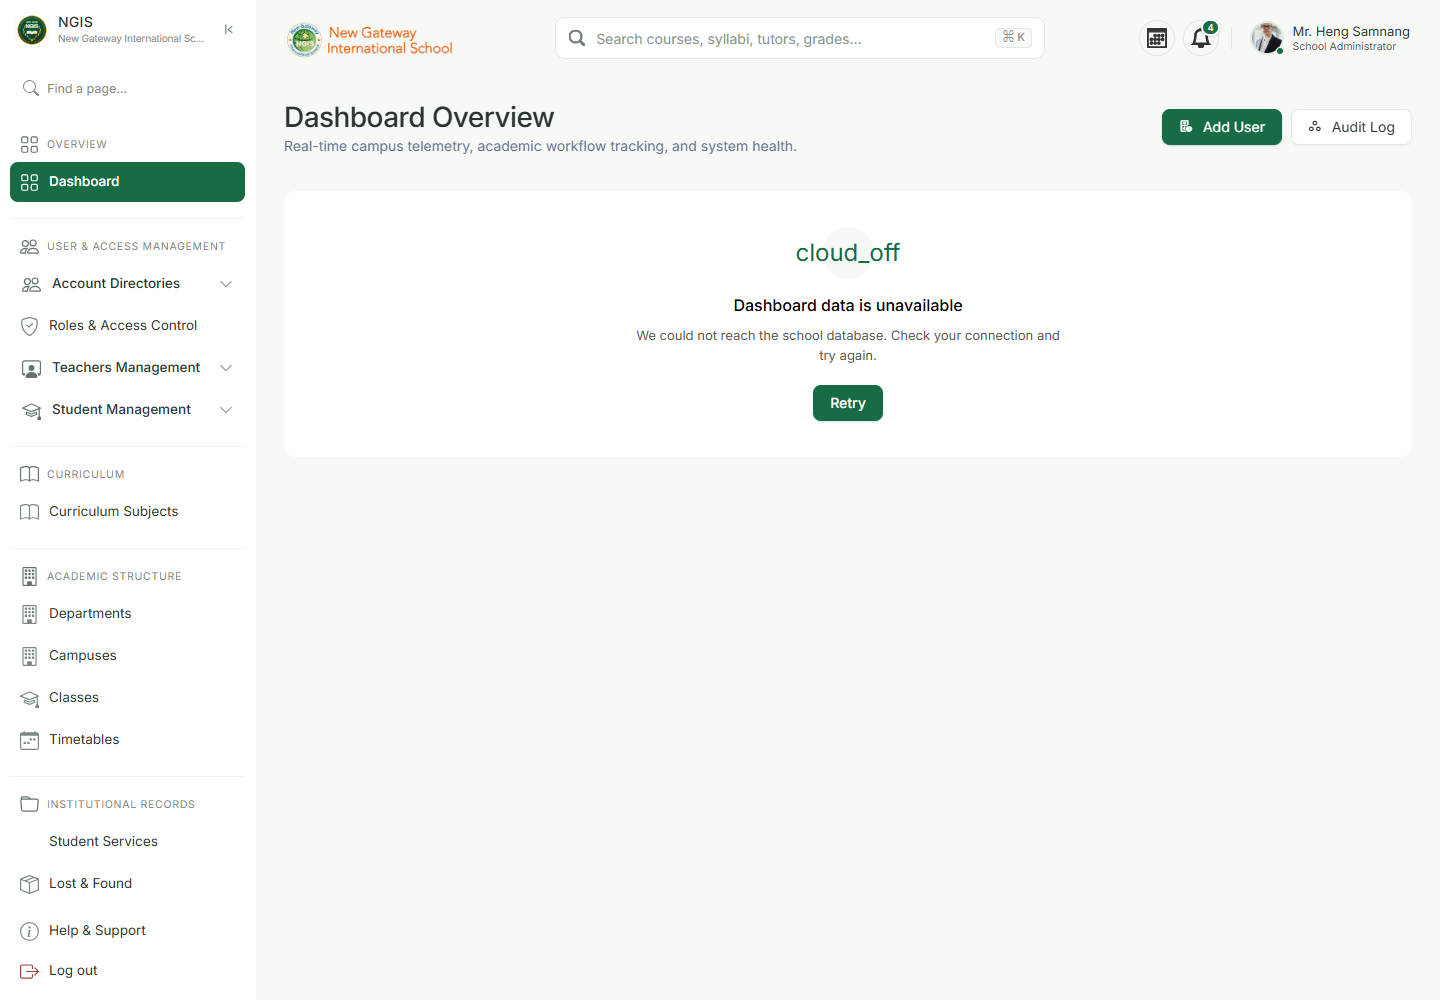 NGIS
New Gateway International Sc...
Find a page...
OVERVIEW
Dashboard
USER & ACCESS MANAGEMENT
Account Directories
Roles & Access Control
Teachers Management
Student Management
CURRICULUM
Curriculum Subjects
ACADEMIC STRUCTURE
Departments
Campuses
Classes
Timetables
INSTITUTIONAL RECORDS
Student Services
Lost & Found
Help & Support
Log out
New Gateway
International School
Search courses, syllabi, tutors, grades...
⌘ K
4
Mr. Heng Samnang
School Administrator
Dashboard Overview
Real-time campus telemetry, academic workflow tracking, and system health.
Add User
Audit Log
cloud_off
Dashboard data is unavailable
We could not reach the school database. Check your connection and
try again.
Retry